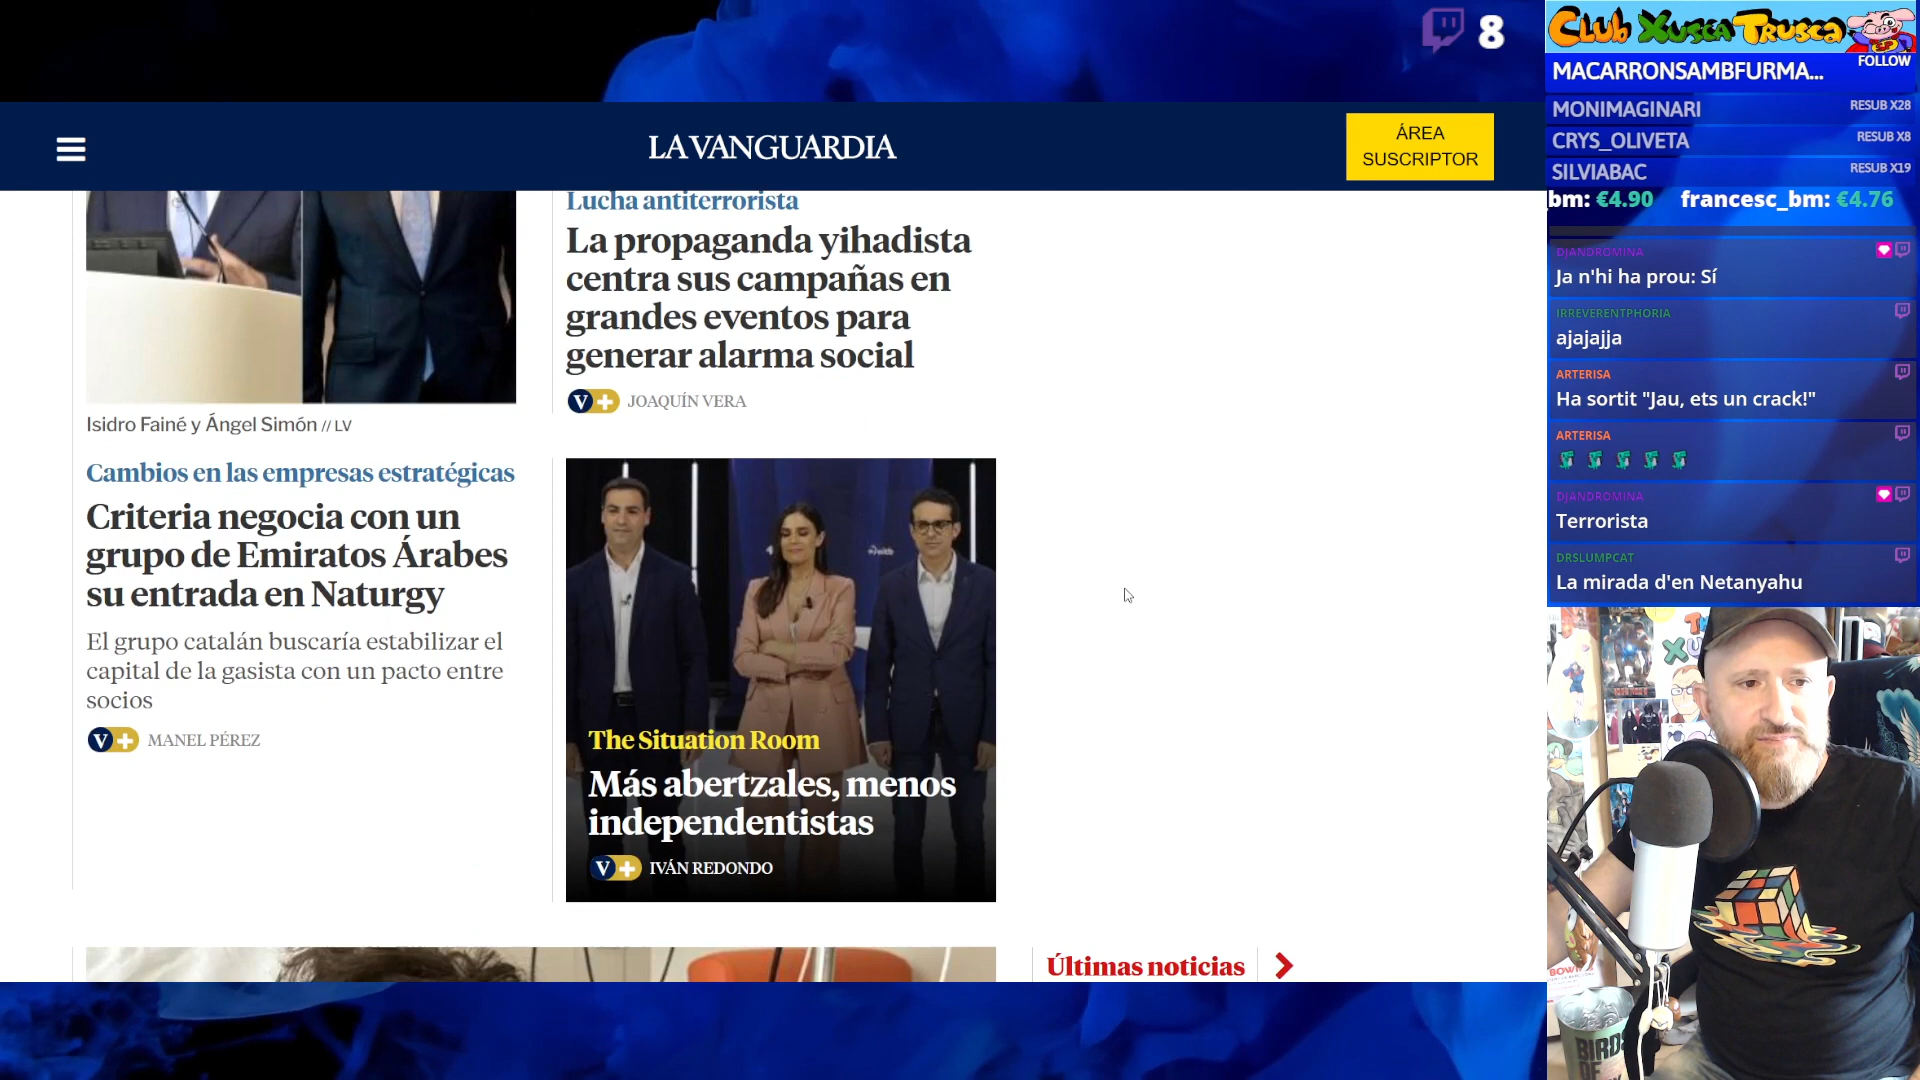 8
LA VANGUARDIA
ÁREA
SUSCRIPTOR
Isidro Fainé y Ángel Simón // LV
Cambios en las empresas estratégicas
Criteria negocia con un
grupo de Emiratos Árabes
su entrada en Naturgy
El grupo catalán buscaría estabilizar el
capital de la gasista con un pacto entre
socios
V+ MANEL PÉREZ
Lucha antiterrorista
La propaganda yihadista
centra sus campañas en
grandes eventos para
generar alarma social
V+ JOAQUÍN VERA
The Situation Room
Más abertzales, menos
independentistas
V+ IVÁN REDONDO
Últimas noticias
CLUB XUSCA TRUSCA
MACARRONSAMBFURMA... FOLLOW
MONIMAGINARI RESUB X28
CRYS_OLIVETA RESUB X8
SILVIABAC RESUB X19
bm: €4.90 francesc_bm: €4.76
DJANDROMINA
Ja n'hi ha prou: Sí
IRREVERENTPHORIA
ajajajja
ARTERISA
Ha sortit "Jau, ets un crack!"
ARTERISA
DJANDROMINA
Terrorista
DRSLUMPCAT
La mirada d'en Netanyahu